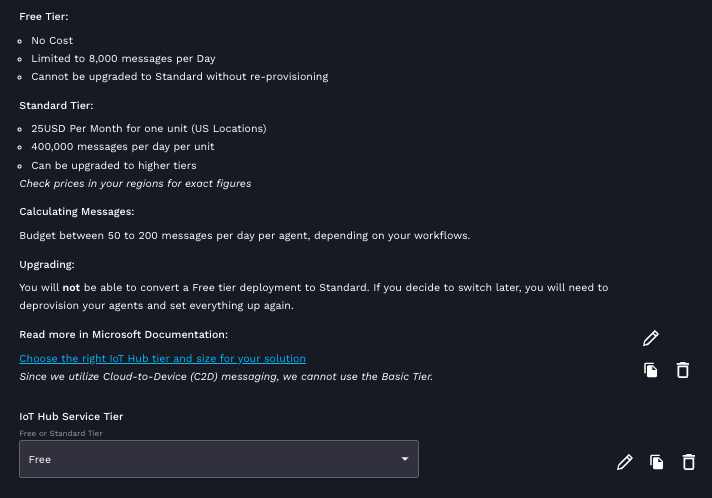 Free Tier:
No Cost
Limited to 8,000 messages per Day
Cannot be upgraded to Standard without re-provisioning
Standard Tier:
25USD Per Month for one unit (US Locations)
400,000 messages per day per unit
Can be upgraded to higher tiers
Check prices in your regions for exact figures
Calculating Messages:
Budget between 50 to 200 messages per day per agent, depending on your workflows.
Upgrading:
You will not be able to convert a Free tier deployment to Standard. If you decide to switch later, you will need to
deprovision your agents and set everything up again.
Read more in Microsoft Documentation:
Choose the right IoT Hub tier and size for your solution
Since we utilize Cloud-to-Device (C2D) messaging, we cannot use the Basic Tier.
IoT Hub Service Tier
Free or Standard Tier
Free